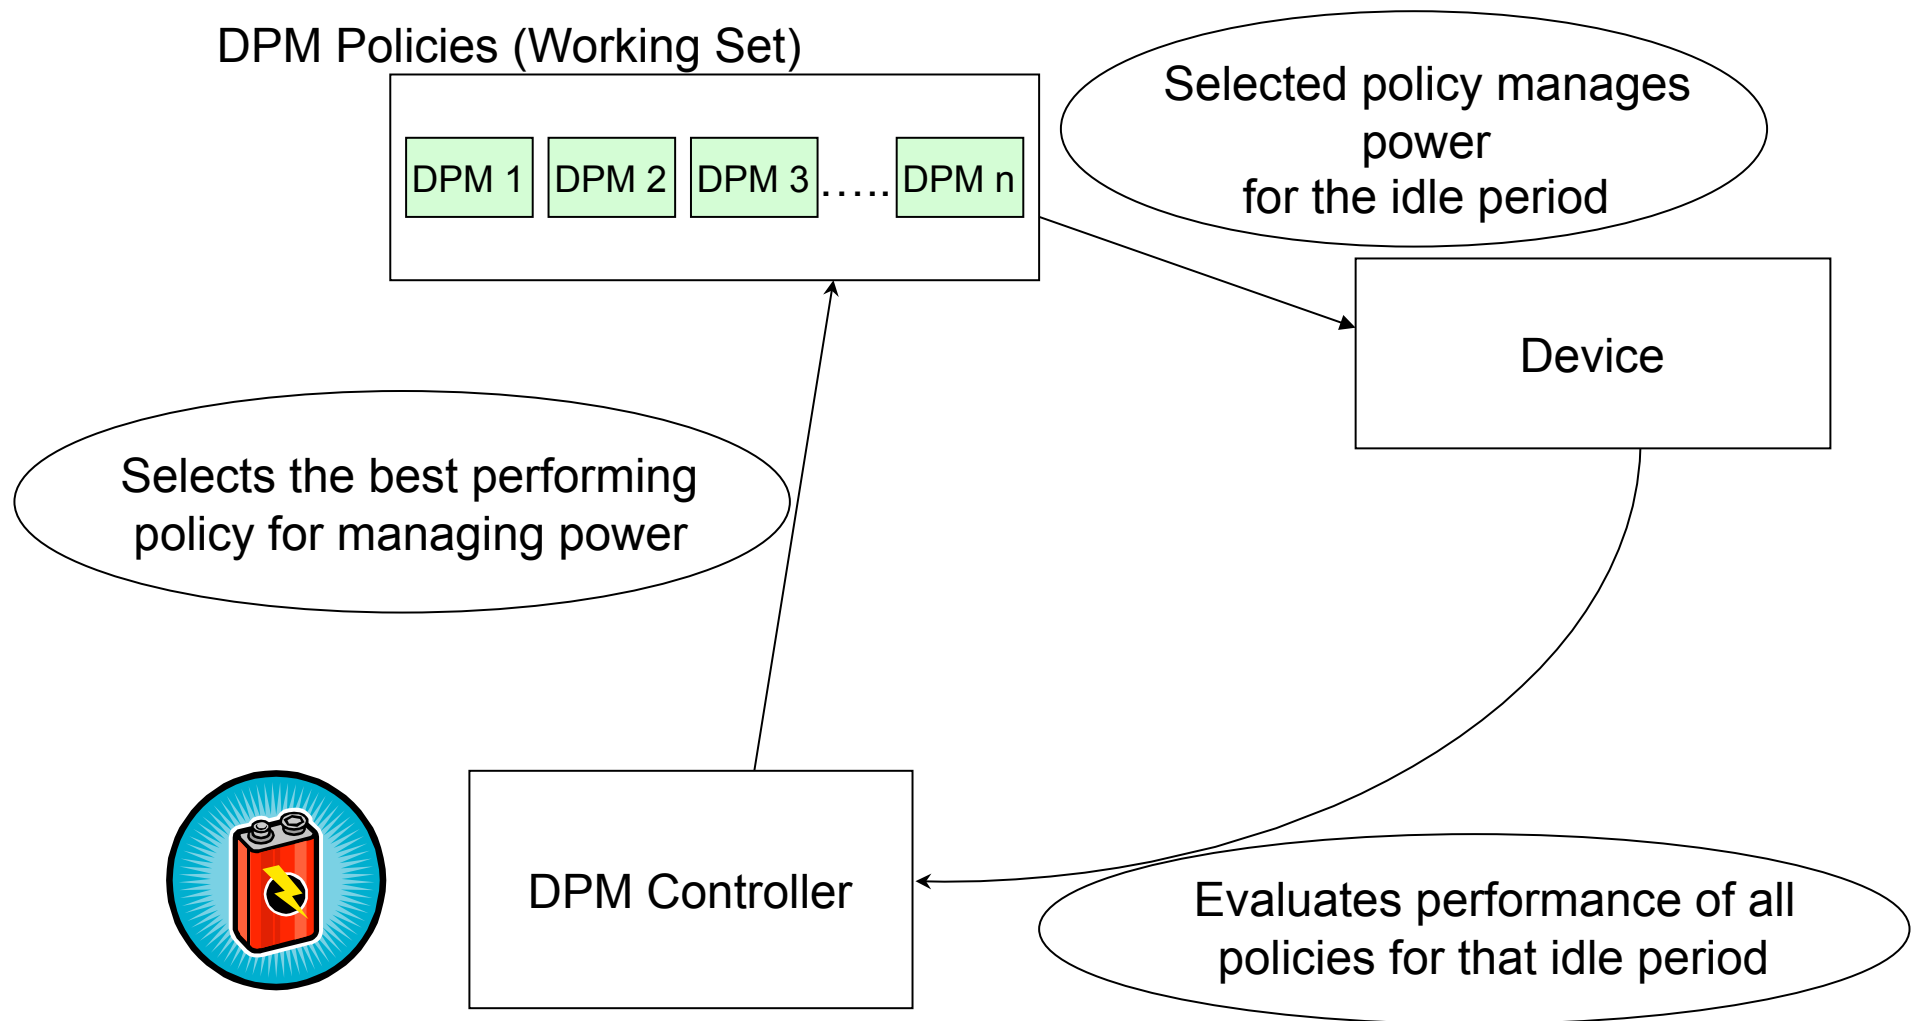 DPM Policies (Working Set)
DPM 1
DPM 2
DPM 3
.....
DPM n
Selected policy manages
power
for the idle period
Device
Selects the best performing
policy for managing power
DPM Controller
Evaluates performance of all
policies for that idle period